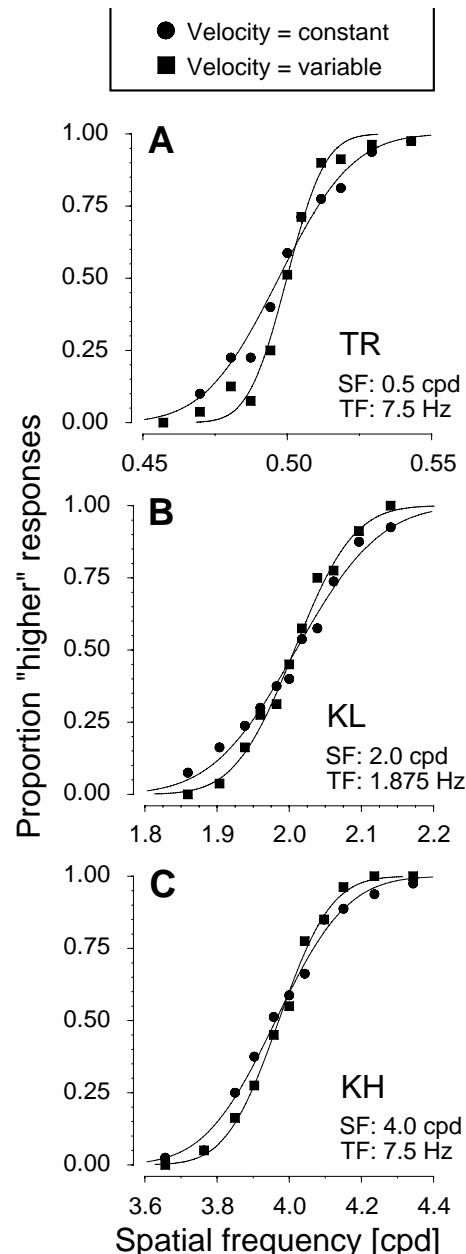 Velocity = constant
Velocity = variable
Proportion "higher" responses
A
1.00
0.75
0.50
0.25
0.00
TR
SF: 0.5 cpd
TF: 7.5 Hz
0.45 0.50 0.55
B
1.00
0.75
0.50
0.25
0.00
KL
SF: 2.0 cpd
TF: 1.875 Hz
1.8 1.9 2.0 2.1 2.2
C
1.00
0.75
0.50
0.25
0.00
KH
SF: 4.0 cpd
TF: 7.5 Hz
3.6 3.8 4.0 4.2 4.4
Spatial frequency [cpd]